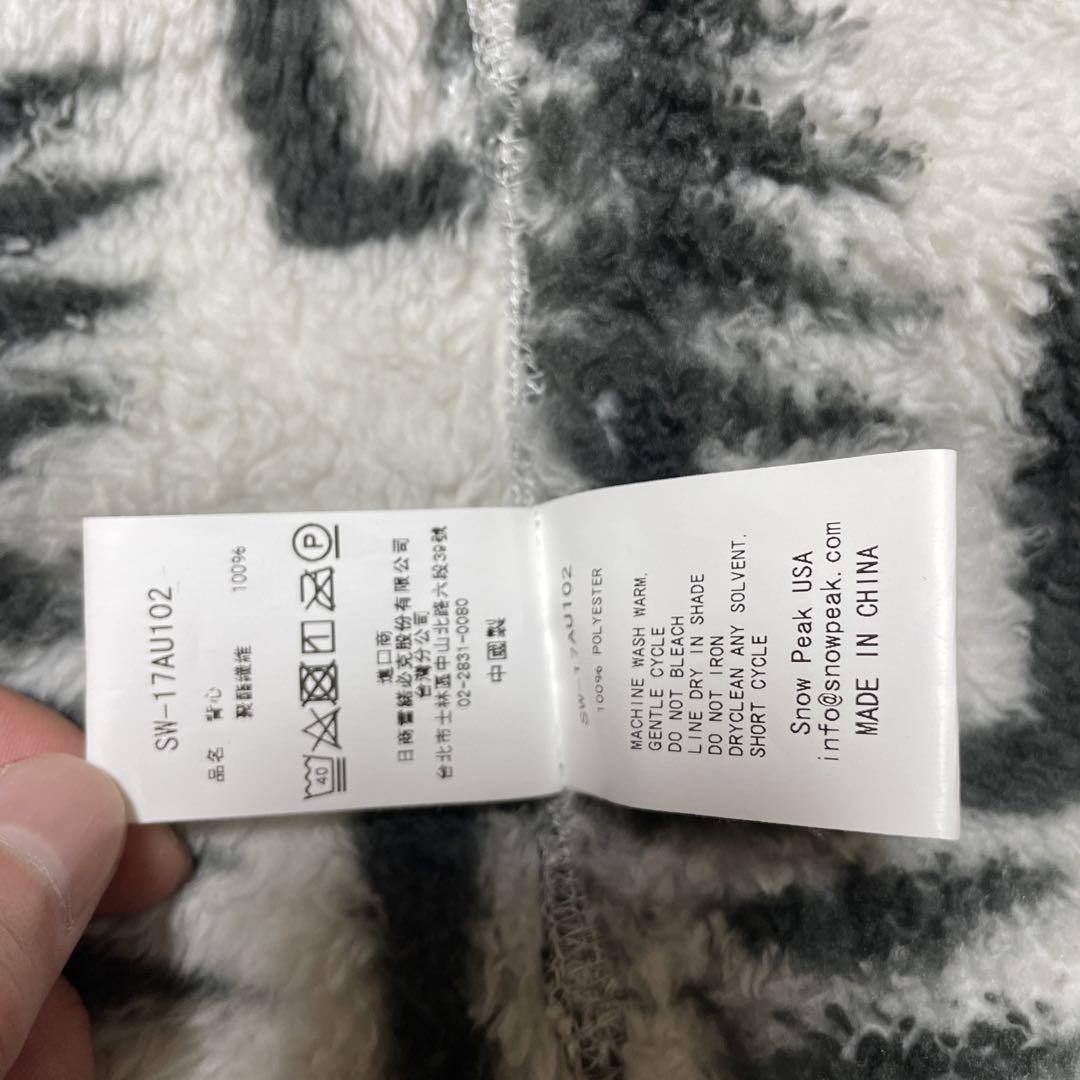 SW-17AU102
品名 背心
聚酯纖維 100%
40
P
進口商
日商雪諾必克股份有限公司
台灣分公司
台北市士林區中山北路六段39號
02-2831-0080
中國製
SW-17AU102
100% POLYESTER
MACHINE WASH WARM.
GENTLE CYCLE
DO NOT BLEACH
LINE DRY IN SHADE
DO NOT IRON
DRYCLEAN ANY SOLVENT.
SHORT CYCLE
Snow Peak USA
info@snowpeak.com
MADE IN CHINA